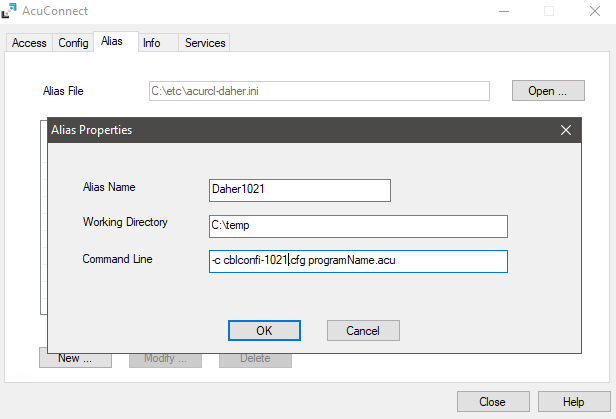 AcuConnect
Access Config Alias Info Services
Alias File C:\etc\acurcl-daher.ini Open ...
Alias Properties
Alias Name Daher1021
Working Directory C:\temp
Command Line -c cblconfi-1021.cfg programName.acu
OK Cancel
New ... Modify ... Delete
Close Help